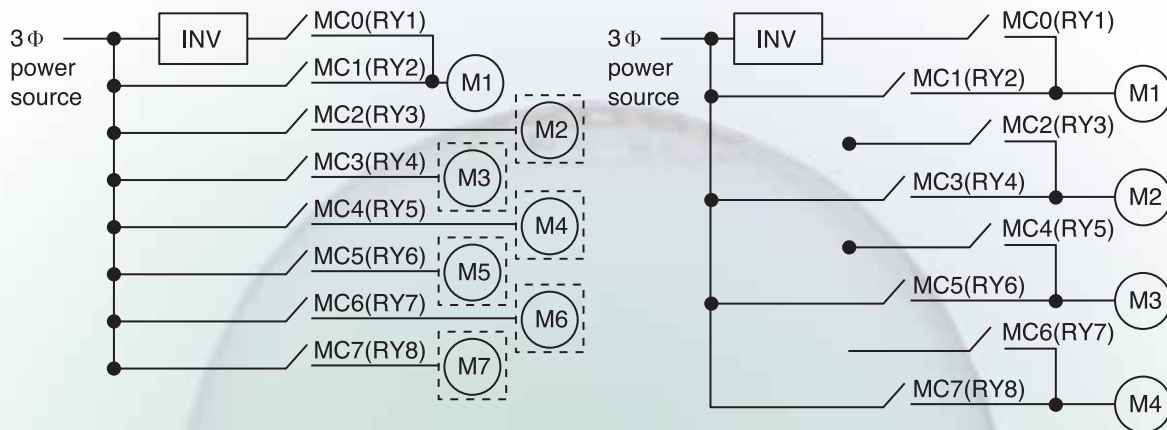 3Φ power source
INV
MC0(RY1)
MC1(RY2)
M1
MC2(RY3)
M2
MC3(RY4)
M3
MC4(RY5)
M4
MC5(RY6)
M5
MC6(RY7)
M6
MC7(RY8)
M7
3Φ power source
INV
MC0(RY1)
MC1(RY2)
M1
MC2(RY3)
MC3(RY4)
M2
MC4(RY5)
MC5(RY6)
M3
MC6(RY7)
MC7(RY8)
M4